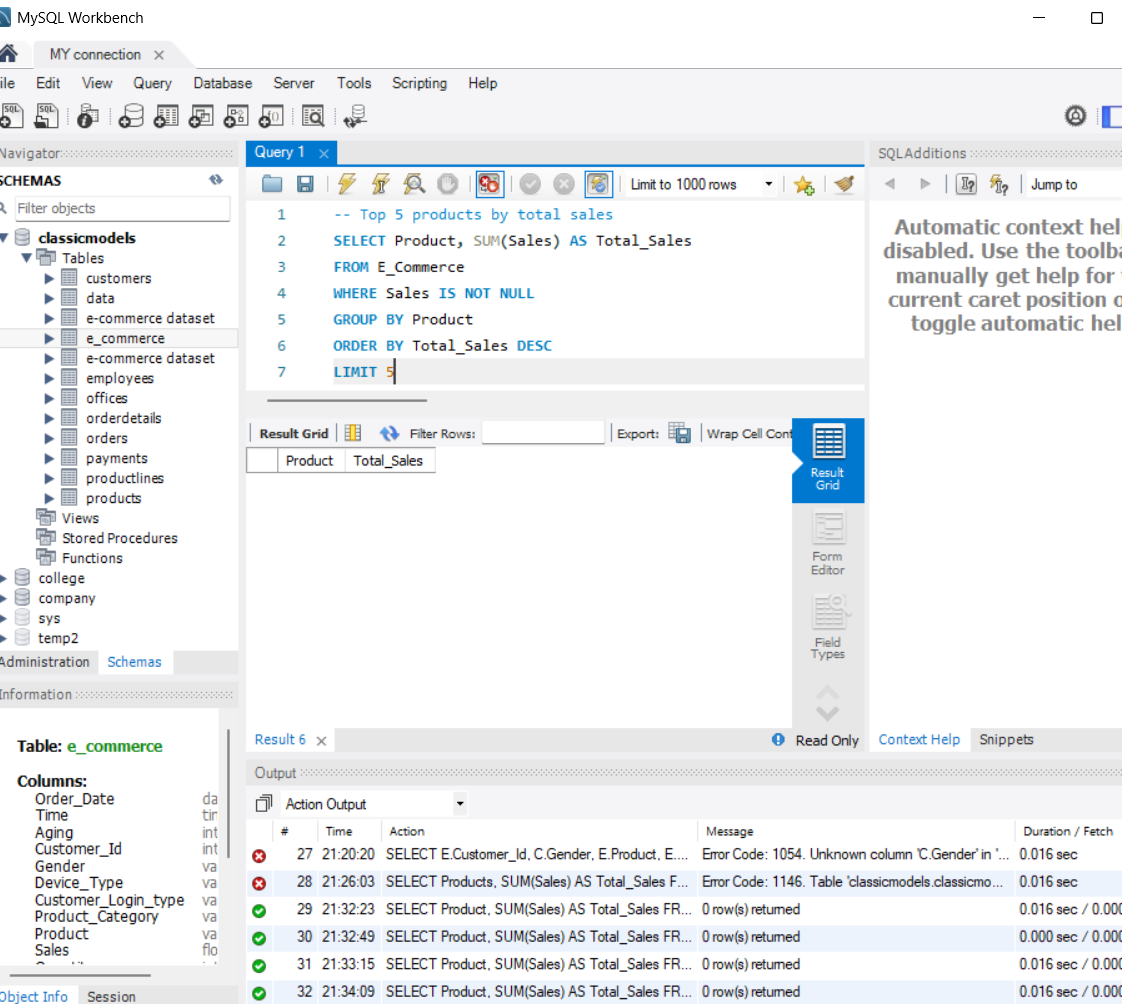 MySQL Workbench
MY connection
ile Edit View Query Database Server Tools Scripting Help
Navigator
SCHEMAS
Filter objects
classicmodels
Tables
customers
data
e-commerce dataset
e_commerce
e-commerce dataset
employees
offices
orderdetails
orders
payments
productlines
products
Views
Stored Procedures
Functions
college
company
sys
temp2
Administration Schemas
Information
Table: e_commerce
Columns:
Order_Date da
Time tir
Aging int
Customer_Id int
Gender va
Device_Type va
Customer_Login_type va
Product_Category va
Product va
Sales flo
Object Info Session
Query 1
Limit to 1000 rows
1 -- Top 5 products by total sales
2 SELECT Product, SUM(Sales) AS Total_Sales
3 FROM E_Commerce
4 WHERE Sales IS NOT NULL
5 GROUP BY Product
6 ORDER BY Total_Sales DESC
7 LIMIT 5
Result Grid Filter Rows: Export: Wrap Cell Cont
Product Total_Sales
Result
Grid
Form
Editor
Field
Types
Result 6
Read Only
SQLAdditions
Jump to
Automatic context hel
disabled. Use the toolba
manually get help for
current caret position o
toggle automatic hel
Context Help Snippets
Output
Action Output
# Time Action Message Duration / Fetch
27 21:20:20 SELECT E.Customer_Id, C.Gender, E.Product, E.... Error Code: 1054. Unknown column 'C.Gender' in '... 0.016 sec
28 21:26:03 SELECT Products, SUM(Sales) AS Total_Sales F... Error Code: 1146. Table 'classicmodels.classicmo... 0.016 sec
29 21:32:23 SELECT Product, SUM(Sales) AS Total_Sales FR... 0 row(s) returned 0.016 sec / 0.000
30 21:32:49 SELECT Product, SUM(Sales) AS Total_Sales FR... 0 row(s) returned 0.000 sec / 0.000
31 21:33:15 SELECT Product, SUM(Sales) AS Total_Sales FR... 0 row(s) returned 0.016 sec / 0.000
32 21:34:09 SELECT Product, SUM(Sales) AS Total_Sales FR... 0 row(s) returned 0.016 sec / 0.000